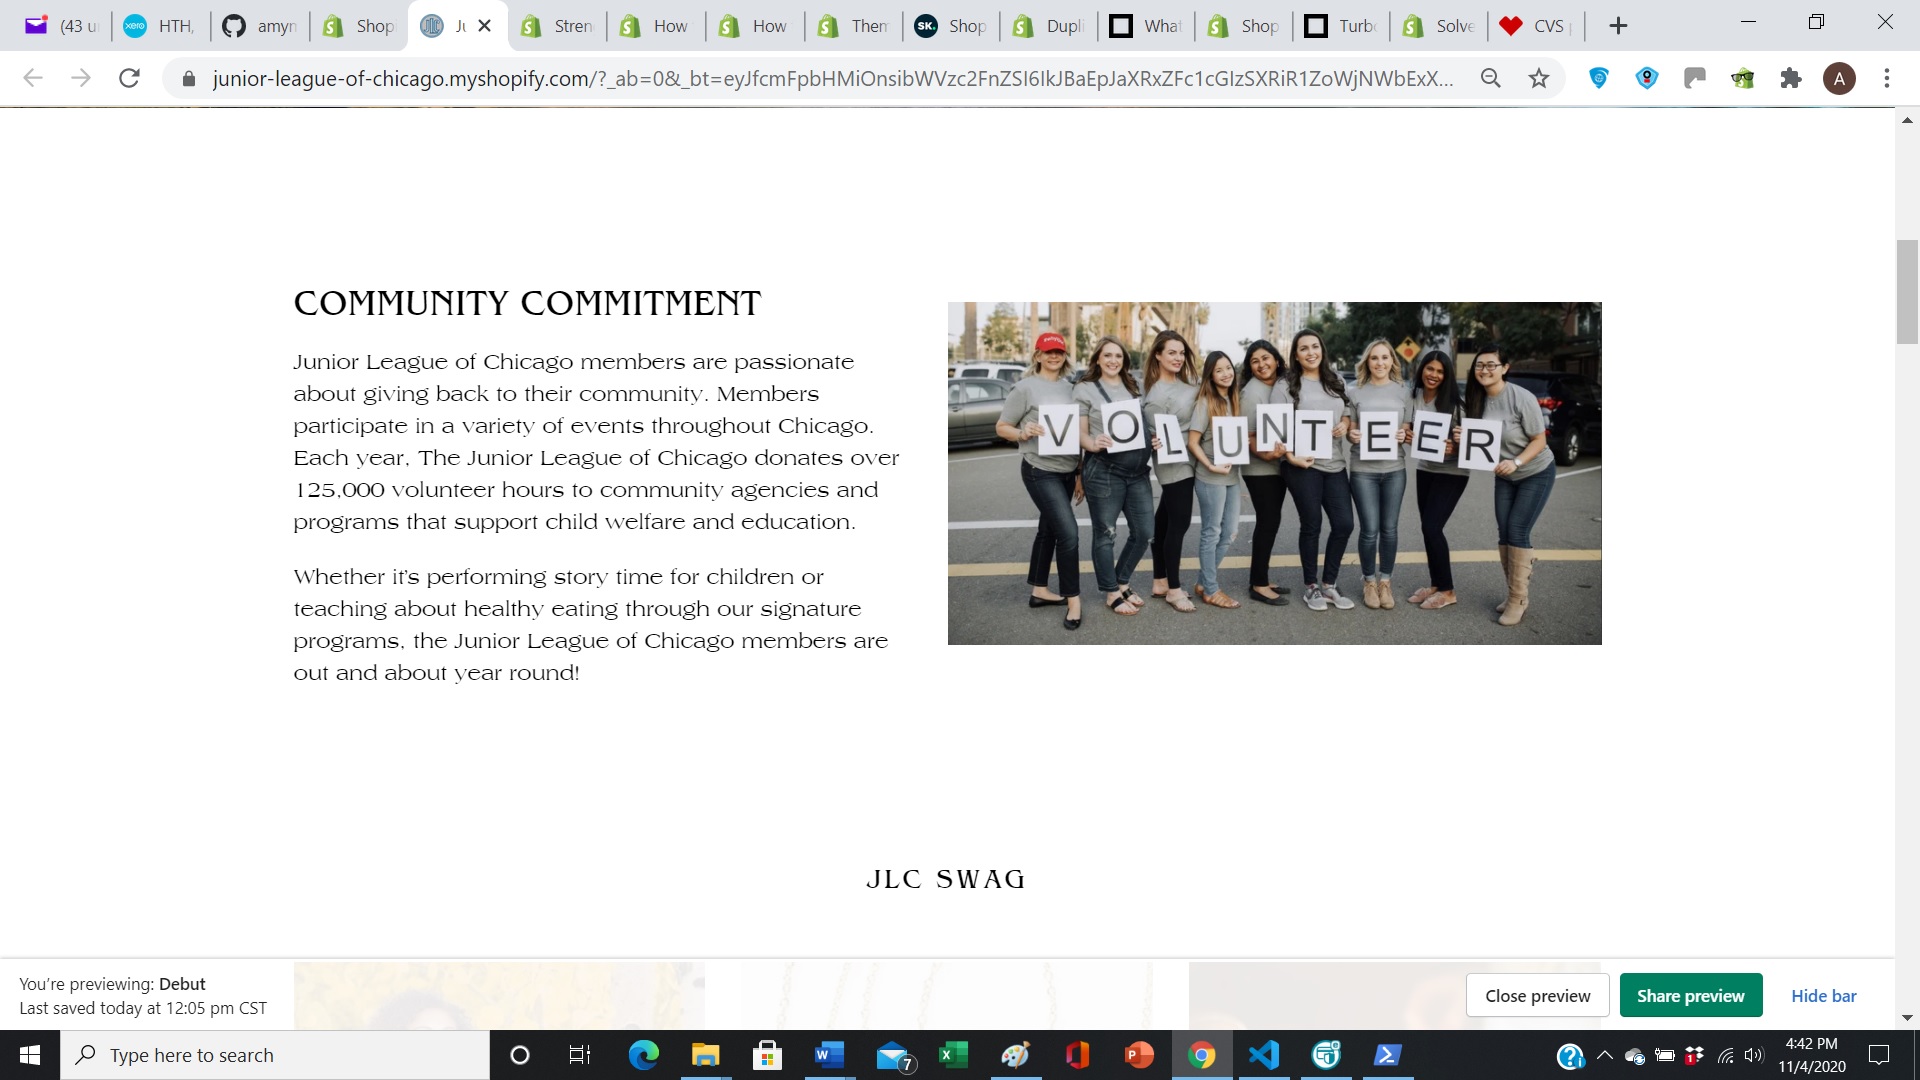 (43 u
xero
HTH,
amyn
Shop
Ju
Stren
How
How
Them
SK.
Shop
Dupli
What
Shop
Turbo
Solve
CVS
junior-league-of-chicago.myshopify.com/?_ab=0&_bt=eyJfcmFpbHMiOnsibWVzc2FnZSI6IkJBaEpJaXRxZFc1cGIzSXRiR1ZoWjNWbExX...
A
COMMUNITY COMMITMENT
Junior League of Chicago members are passionate
about giving back to their community. Members
participate in a variety of events throughout Chicago.
Each year, The Junior League of Chicago donates over
125,000 volunteer hours to community agencies and
programs that support child welfare and education.
Whether it's performing story time for children or
teaching about healthy eating through our signature
programs, the Junior League of Chicago members are
out and about year round!
VOLUNTEER
JLC SWAG
You're previewing: Debut
Last saved today at 12:05 pm CST
Close preview
Share preview
Hide bar
Type here to search
7
1
4:42 PM
11/4/2020